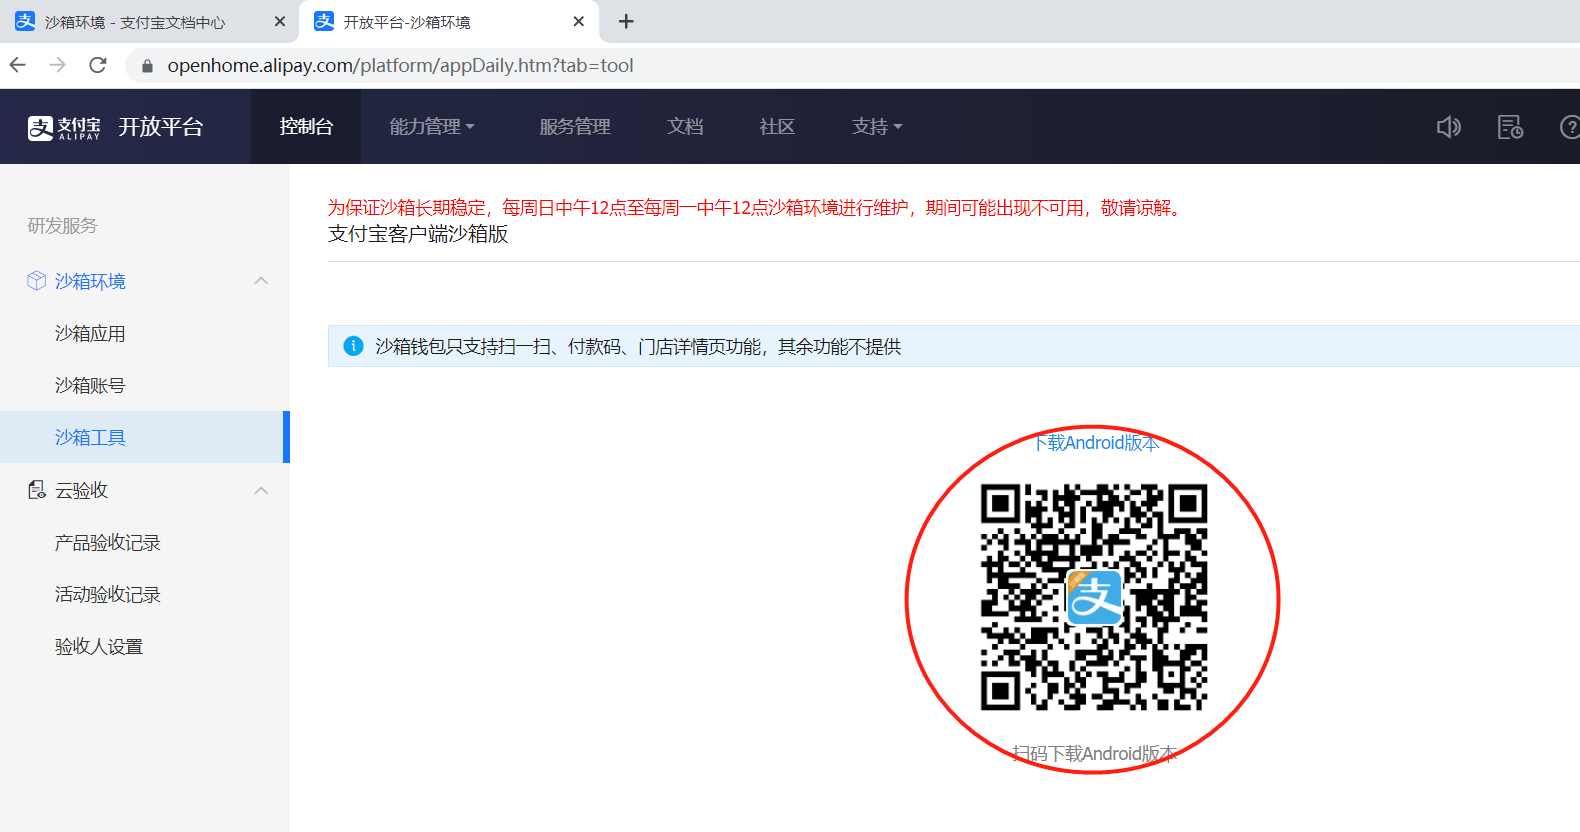 沙箱环境 - 支付宝文档中心
开放平台-沙箱环境
openhome.alipay.com/platform/appDaily.htm?tab=tool
支付宝
ALIPAY
开放平台
控制台
能力管理
服务管理
文档
社区
支持
研发服务
沙箱环境
沙箱应用
沙箱账号
沙箱工具
云验收
产品验收记录
活动验收记录
验收人设置
为保证沙箱长期稳定，每周日中午12点至每周一中午12点沙箱环境进行维护，期间可能出现不可用，敬请谅解。
支付宝客户端沙箱版
沙箱钱包只支持扫一扫、付款码、门店详情页功能，其余功能不提供
下载Android版本
支
扫码下载Android版本